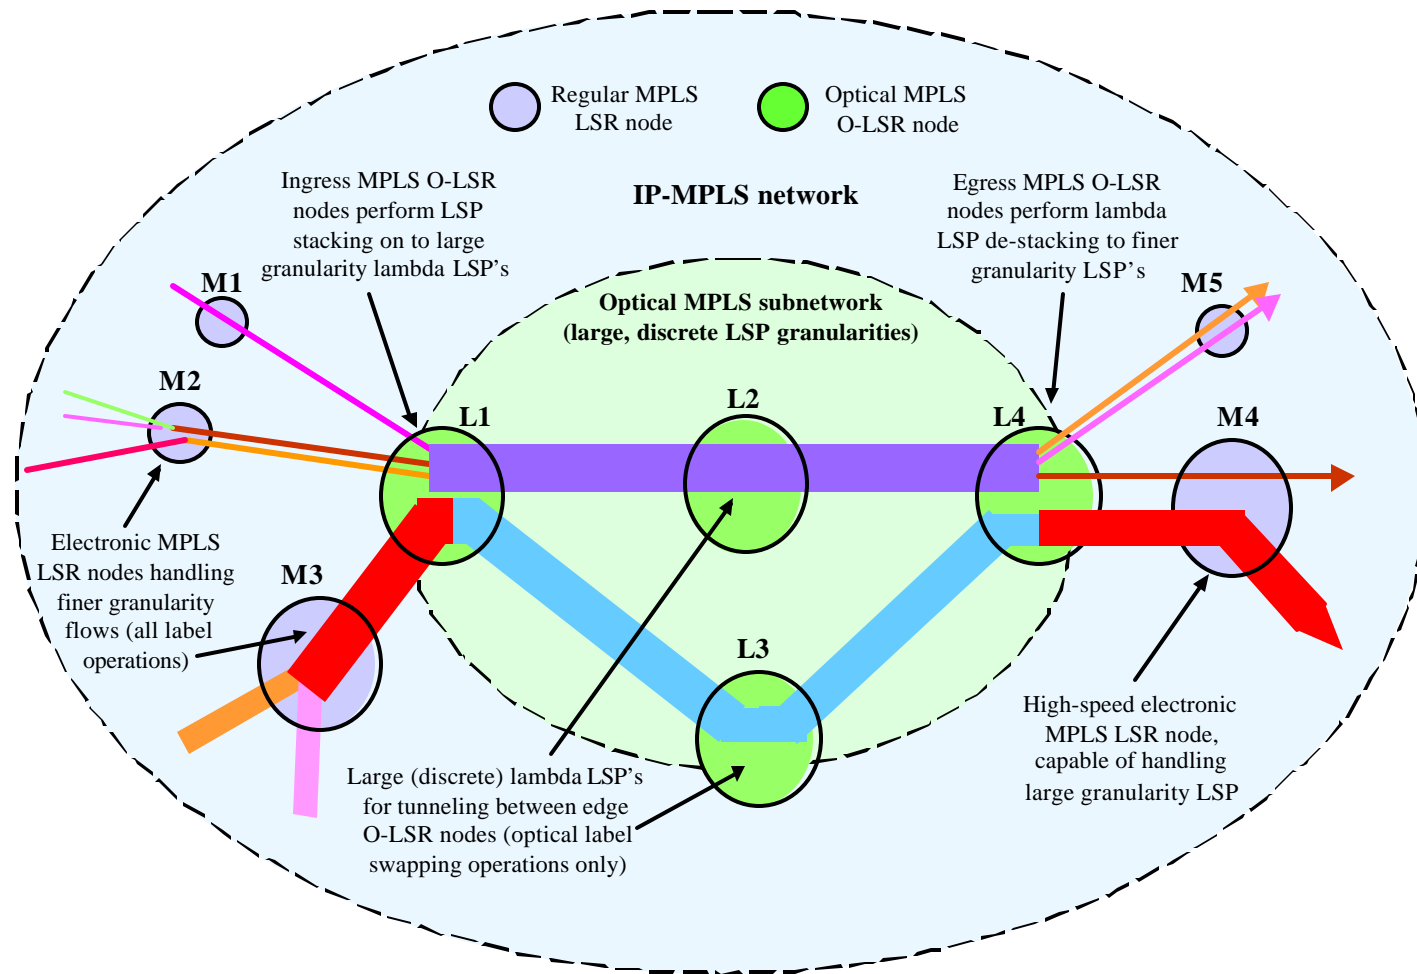 Regular MPLS
LSR node
Optical MPLS
O-LSR node
Ingress MPLS O-LSR
nodes perform LSP
stacking on to large
granularity lambda LSP's
IP-MPLS network
Egress MPLS O-LSR
nodes perform lambda
LSP de-stacking to finer
granularity LSP's
M1
M5
Optical MPLS subnetwork
(large, discrete LSP granularities)
M2
L1
L2
L4
M4
Electronic MPLS
LSR nodes handling
finer granularity
flows (all label
operations)
M3
L3
Large (discrete) lambda LSP's
for tunneling between edge
O-LSR nodes (optical label
swapping operations only)
High-speed electronic
MPLS LSR node,
capable of handling
large granularity LSP